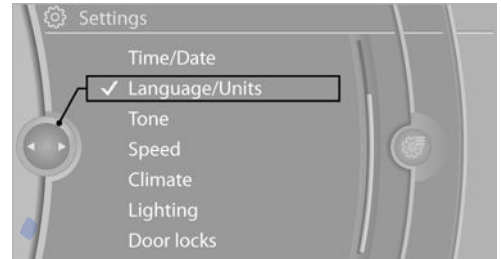 Settings
Time/Date
Language/Units
Tone
Speed
Climate
Lighting
Door locks